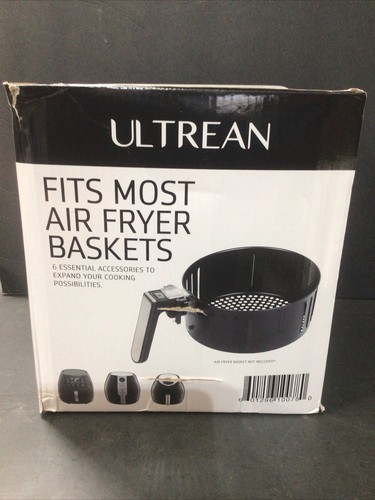 ULTREAN
FITS MOST
AIR FRYER
BASKETS
6 ESSENTIAL ACCESSORIES TO
EXPAND YOUR COOKING
POSSIBILITIES.
AIR FRYER BASKET NOT INCLUDED*